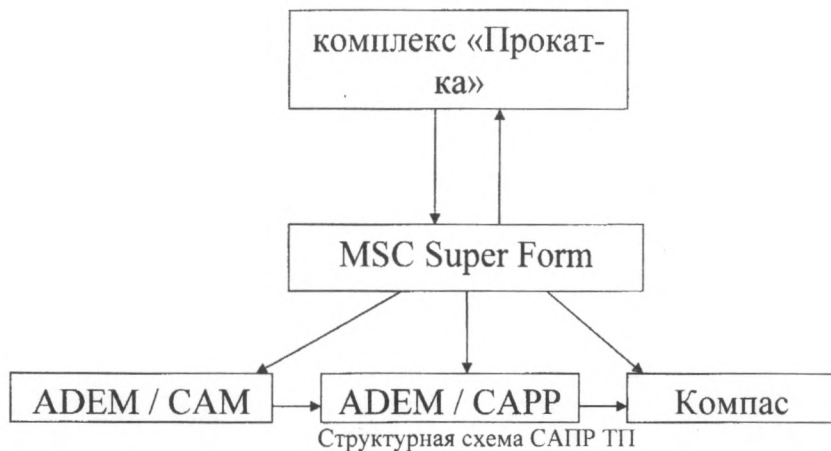 комплекс «Прокат-
ка»
MSC Super Form
ADEM / CAM
ADEM / CAPP
Компас
Структурная схема САПР ТП